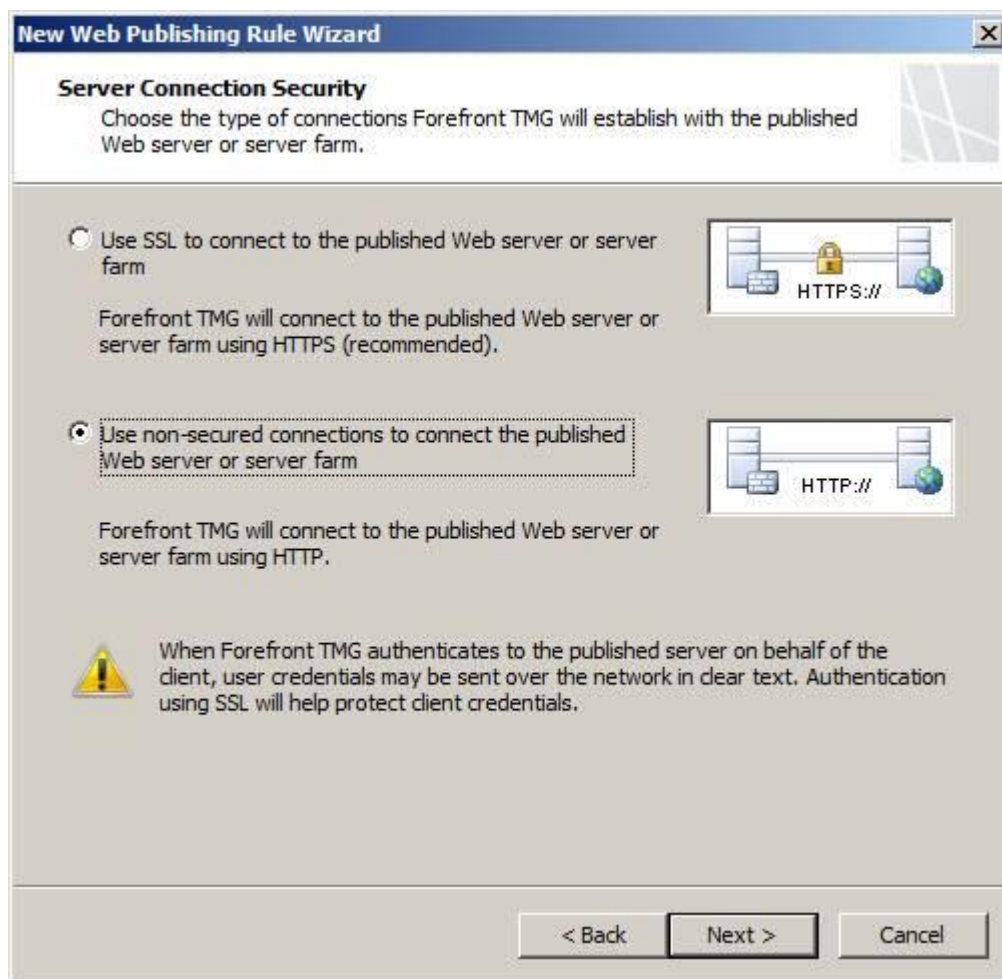 New Web Publishing Rule Wizard
Server Connection Security
Choose the type of connections Forefront TMG will establish with the published
Web server or server farm.
Use SSL to connect to the published Web server or server
farm
HTTPS://
Forefront TMG will connect to the published Web server or
server farm using HTTPS (recommended).
Use non-secured connections to connect the published
Web server or server farm
HTTP://
Forefront TMG will connect to the published Web server or
server farm using HTTP.
When Forefront TMG authenticates to the published server on behalf of the
client, user credentials may be sent over the network in clear text. Authentication
using SSL will help protect client credentials.
< Back
Next >
Cancel